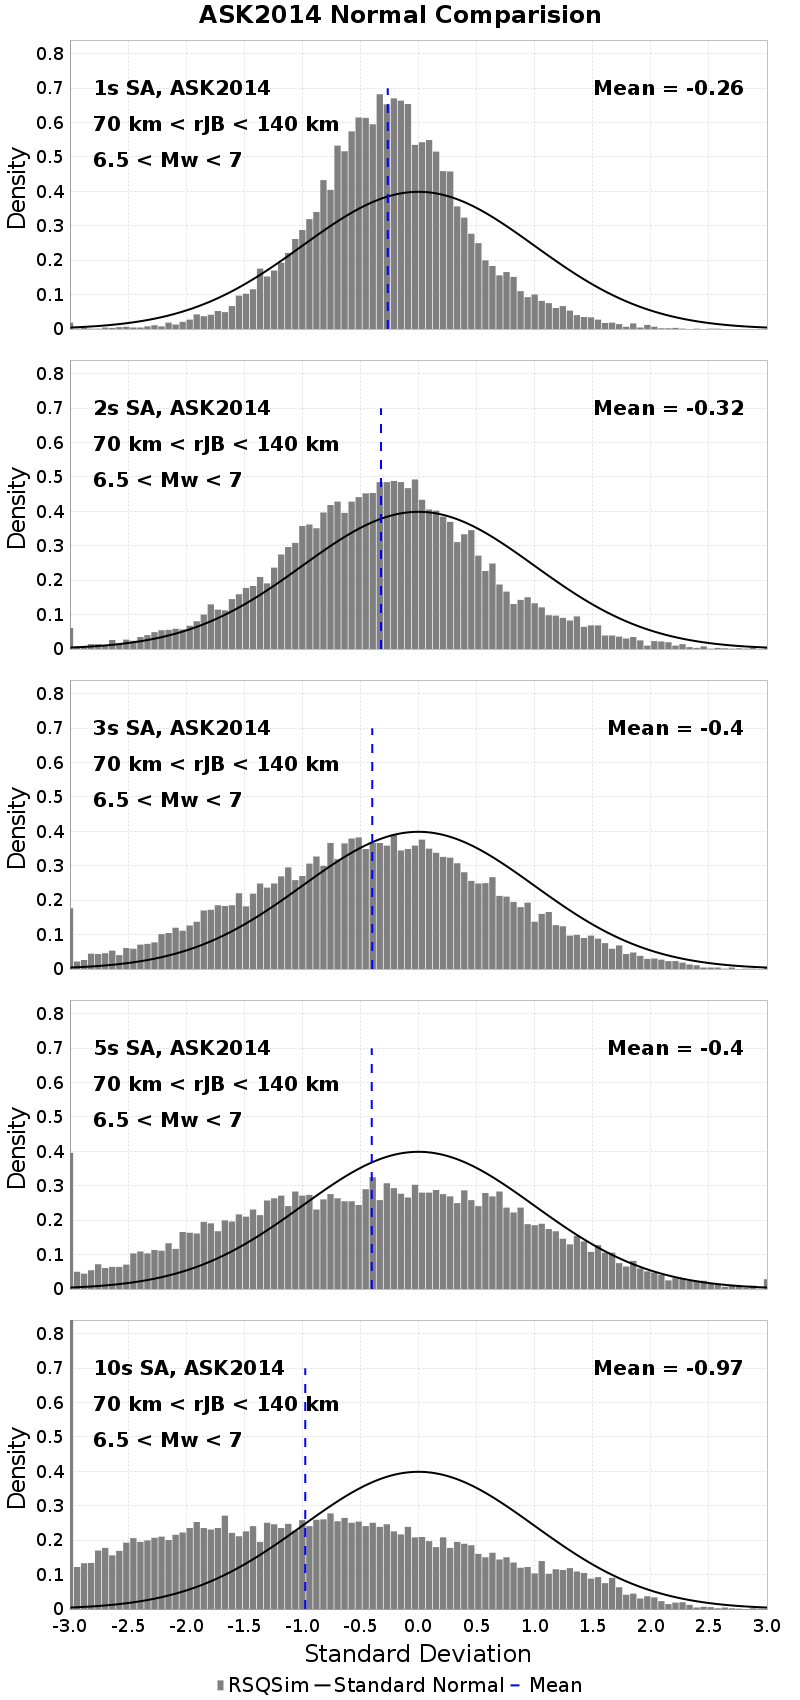 ASK2014 Normal Comparision
0.8
0.7
0.6
0.5
0.4
0.3
0.2
0.1
0
Density
1s SA, ASK2014
Mean = -0.26
70 km < rJB < 140 km
6.5 < Mw < 7
0.8
0.7
0.6
0.5
0.4
0.3
0.2
0.1
0
Density
2s SA, ASK2014
Mean = -0.32
70 km < rJB < 140 km
6.5 < Mw < 7
0.8
0.7
0.6
0.5
0.4
0.3
0.2
0.1
0
Density
3s SA, ASK2014
Mean = -0.4
70 km < rJB < 140 km
6.5 < Mw < 7
0.8
0.7
0.6
0.5
0.4
0.3
0.2
0.1
0
Density
5s SA, ASK2014
Mean = -0.4
70 km < rJB < 140 km
6.5 < Mw < 7
0.8
0.7
0.6
0.5
0.4
0.3
0.2
0.1
0
Density
10s SA, ASK2014
Mean = -0.97
70 km < rJB < 140 km
6.5 < Mw < 7
-3.0 -2.5 -2.0 -1.5 -1.0 -0.5 0.0 0.5 1.0 1.5 2.0 2.5 3.0
Standard Deviation
RSQSim Standard Normal Mean